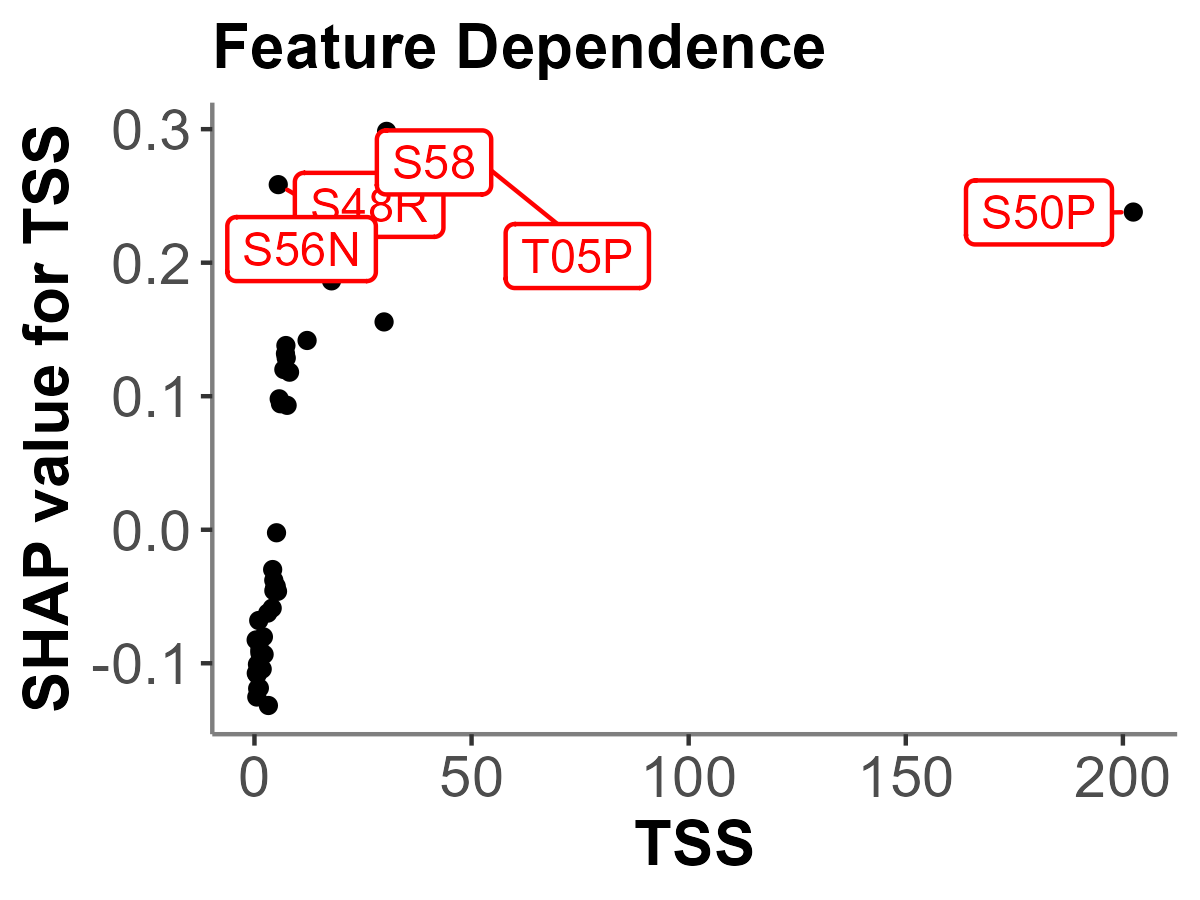 Feature Dependence
SHAP value for TSS
0.3
0.2
0.1
0.0
-0.1
S58
S48R
S56N
T05P
S50P
0
50
100
150
200
TSS